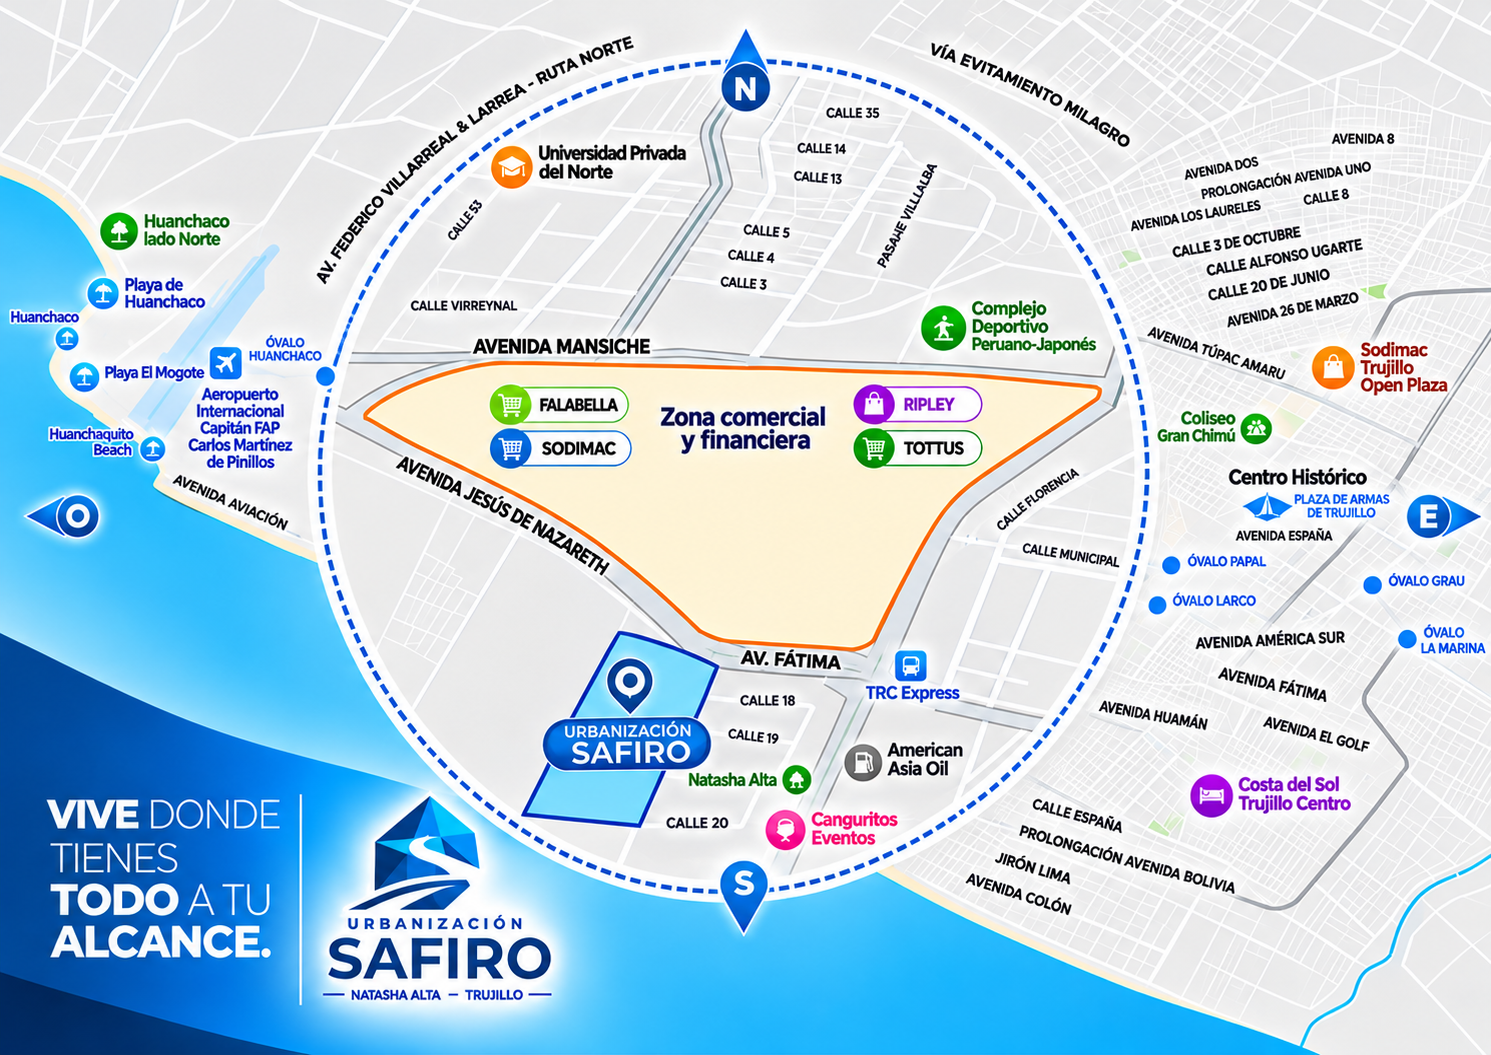 AV. FEDERICO VILLARREAL & LARREA - RUTA NORTE
N
VÍA EVITAMIENTO MILAGRO
CALLE 35
CALLE 14
CALLE 13
PASAHE VILLLALBA
Universidad Privada
del Norte
CALLE 53
CALLE 5
CALLE 4
CALLE 3
CALLE VIRREYNAL
AVENIDA 8
AVENIDA DOS
PROLONGACIÓN AVENIDA UNO
AVENIDA LOS LAURELES
CALLE 8
CALLE 3 DE OCTUBRE
CALLE ALFONSO UGARTE
CALLE 20 DE JUNIO
AVENIDA 26 DE MARZO
AVENIDA TÚPAC AMARU
Huanchaco
lado Norte
Playa de
Huanchaco
Huanchaco
Playa El Mogote
Huanchaquito
Beach
ÓVALO
HUANCHACO
Aeropuerto
Internacional
Capitán FAP
Carlos Martínez
de Pinillos
AVENIDA AVIACIÓN
O
AVENIDA MANSICHE
Complejo
Deportivo
Peruano-Japonés
FALABELLA
SODIMAC
Zona comercial
y financiera
RIPLEY
TOTTUS
AVENIDA JESÚS DE NAZARETH
CALLE FLORENCIA
CALLE MUNICIPAL
Sodimac
Trujillo
Open Plaza
Coliseo
Gran Chimú
Centro Histórico
PLAZA DE ARMAS
DE TRUJILLO
AVENIDA ESPAÑA
E
ÓVALO PAPAL
ÓVALO GRAU
ÓVALO LARCO
ÓVALO
LA MARINA
AVENIDA AMÉRICA SUR
AVENIDA FÁTIMA
AVENIDA HUAMÁN
AVENIDA EL GOLF
Costa del Sol
Trujillo Centro
CALLE ESPAÑA
PROLONGACIÓN AVENIDA BOLIVIA
JIRÓN LIMA
AVENIDA COLÓN
AV. FÁTIMA
TRC Express
CALLE 18
CALLE 19
URBANIZACIÓN
SAFIRO
American
Asia Oil
Natasha Alta
CALLE 20
Canguritos
Eventos
S
VIVE DONDE
TIENES
TODO A TU
ALCANCE.
URBANIZACIÓN
SAFIRO
NATASHA ALTA – TRUJILLO